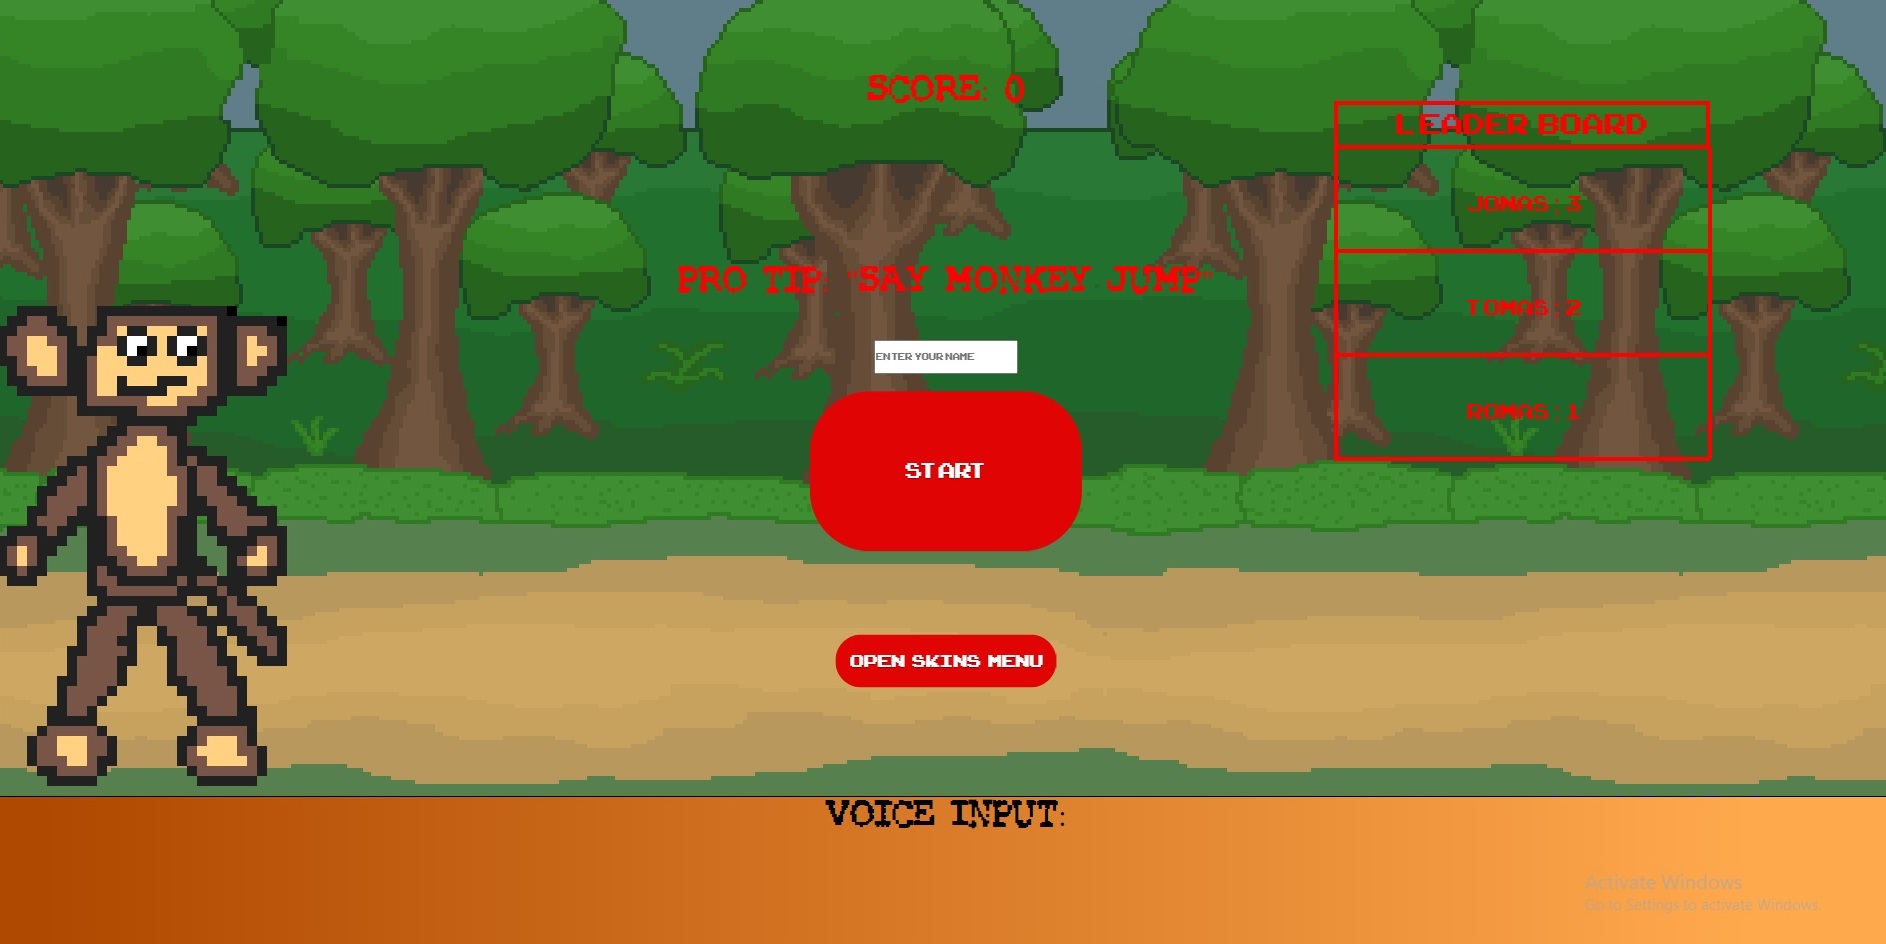 SCORE: 0
LEADER BOARD
JONAS:3
PRO TIP: "SAY MONKEY JUMP"
TOMAS:2
ENTER YOUR NAME
ROMAS:1
START
OPEN SKINS MENU
VOICE INPUT:
Activate Windows
Go to Settings to activate Windows.